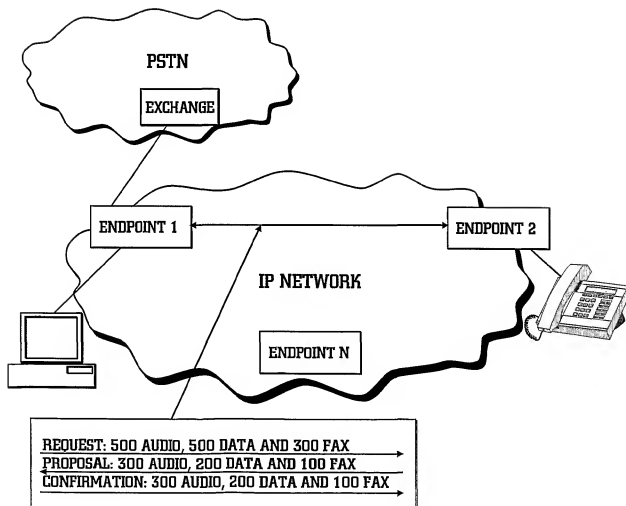 PSTN
EXCHANGE
ENDPOINT 1
ENDPOINT 2
IP NETWORK
ENDPOINT N
REQUEST: 500 AUDIO, 500 DATA AND 300 FAX
PROPOSAL: 300 AUDIO, 200 DATA AND 100 FAX
CONFIRMATION: 300 AUDIO, 200 DATA AND 100 FAX